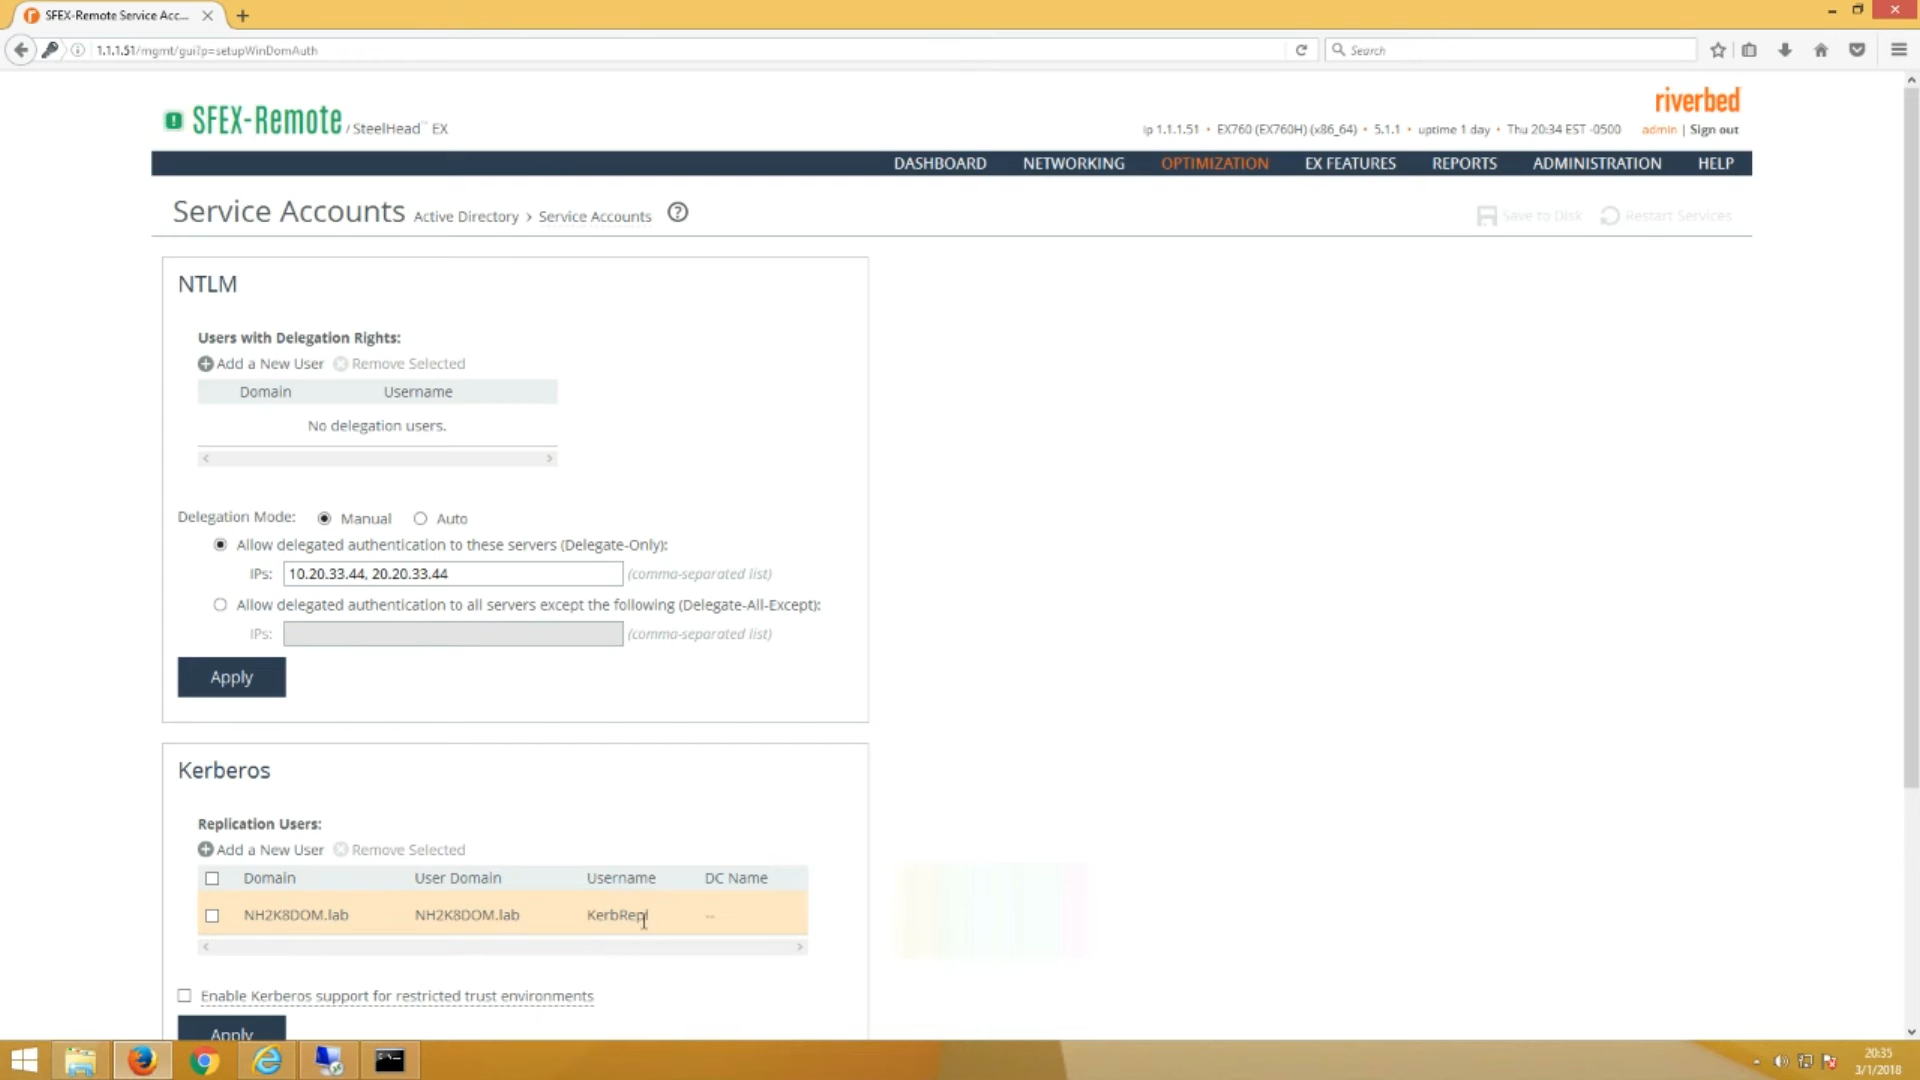 SFEX-Remote Service Acc...
1.1.1.51/mgmt/gui?p=setupWinDomAuth
Search
riverbed
SFEX-Remote / SteelHead™ EX
ip 1.1.1.51 • EX760 (EX760H) (x86_64) • 5.1.1 • uptime 1 day • Thu 20:34 EST -0500
admin | Sign out
DASHBOARD NETWORKING OPTIMIZATION EX FEATURES REPORTS ADMINISTRATION HELP
Service Accounts Active Directory > Service Accounts ?
Save to Disk Restart Services
NTLM
Users with Delegation Rights:
Add a New User Remove Selected
Domain Username
No delegation users.
Delegation Mode: Manual Auto
Allow delegated authentication to these servers (Delegate-Only):
IPs: 10.20.33.44, 20.20.33.44 (comma-separated list)
Allow delegated authentication to all servers except the following (Delegate-All-Except):
IPs: (comma-separated list)
Apply
Kerberos
Replication Users:
Add a New User Remove Selected
Domain User Domain Username DC Name
NH2K8DOM.lab NH2K8DOM.lab KerbRepl --
Enable Kerberos support for restricted trust environments
Apply
20:35
3/1/2018